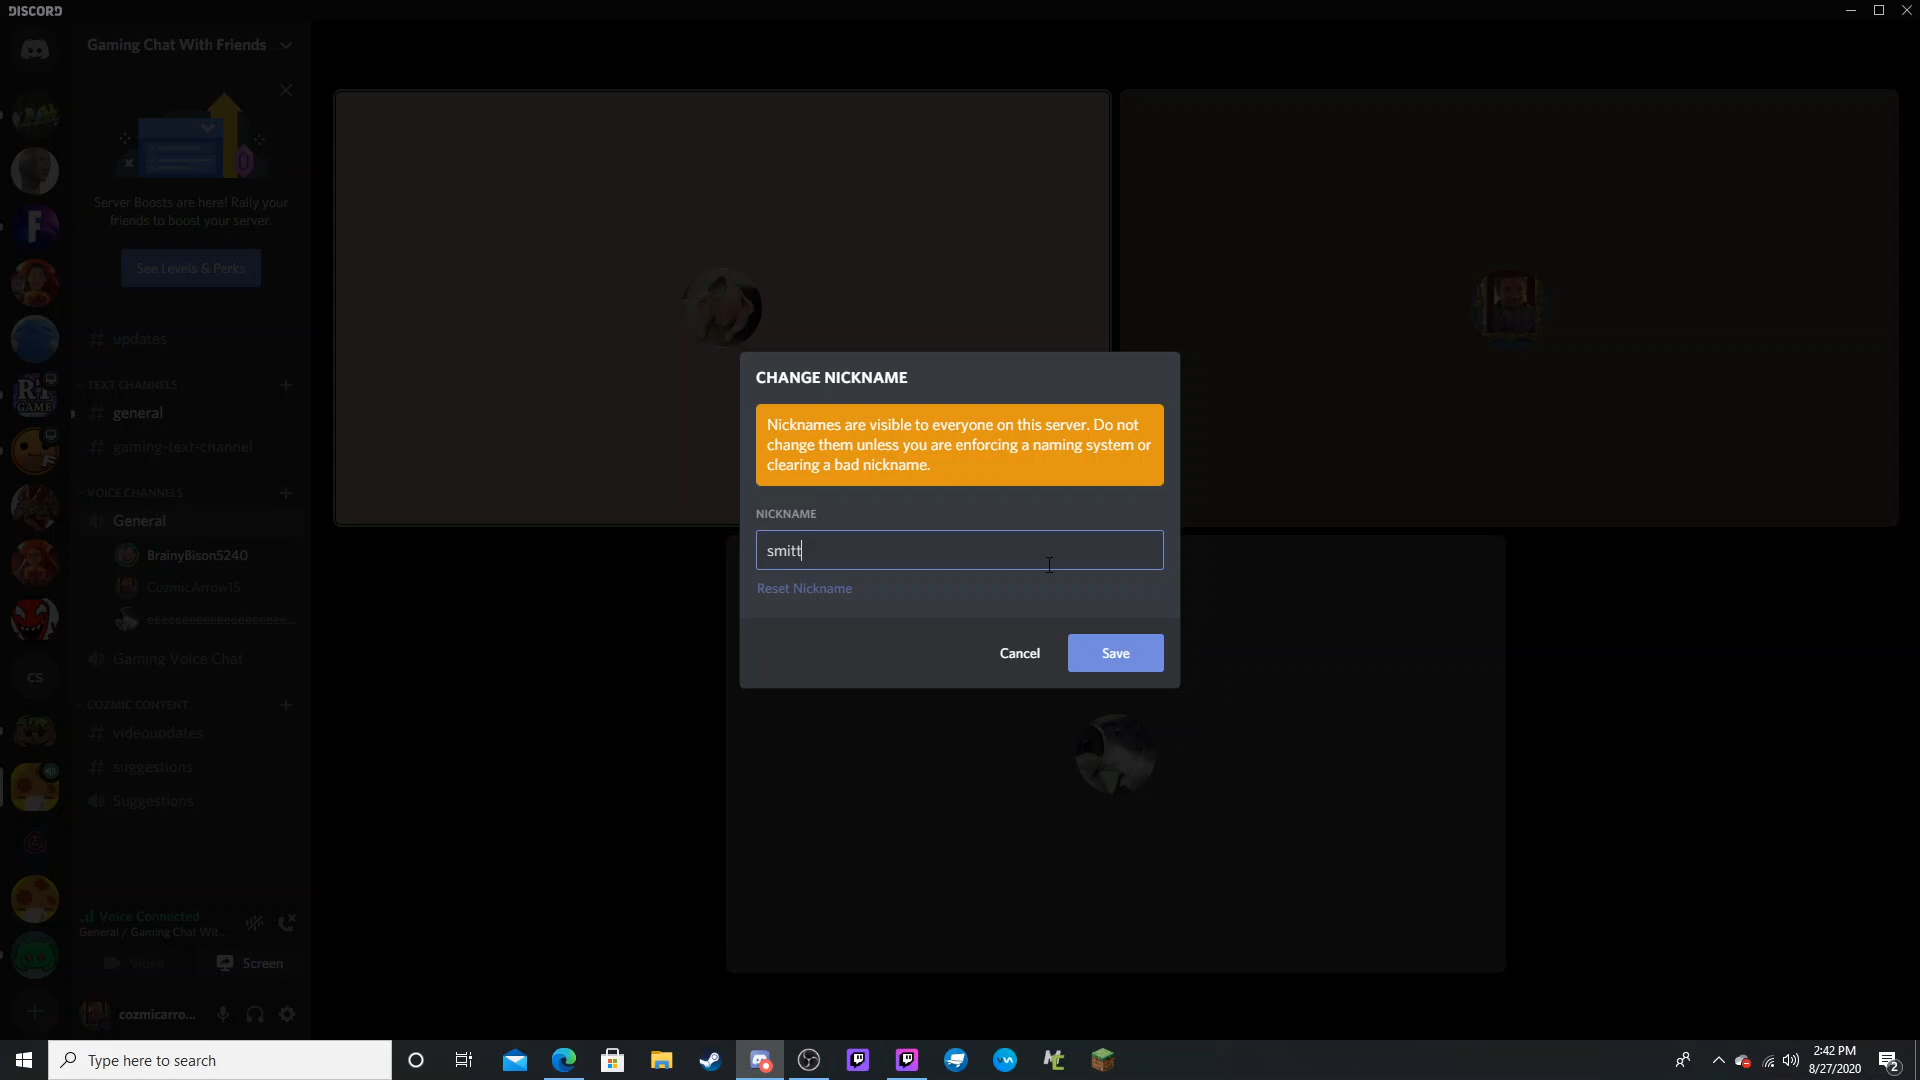 DISCORD
Gaming Chat With Friends
Server Boosts are here! Rally your
friends to boost your server.
See Levels & Perks
updates
TEXT CHANNELS
general
gaming-text-channel
VOICE CHANNELS
General
BrainyBison5240
CozmicArrow15
Gaming Voice Chat
COZMIC CONTENT
videoupdates
suggestions
Suggestions
Voice Connected
General / Gaming Chat Wit...
Video
Screen
cozmicarro...
F
GAME
CS
CHANGE NICKNAME
Nicknames are visible to everyone on this server. Do not
change them unless you are enforcing a naming system or
clearing a bad nickname.
NICKNAME
smitt
Reset Nickname
Cancel
Save
Type here to search
2:42 PM
8/27/2020
2